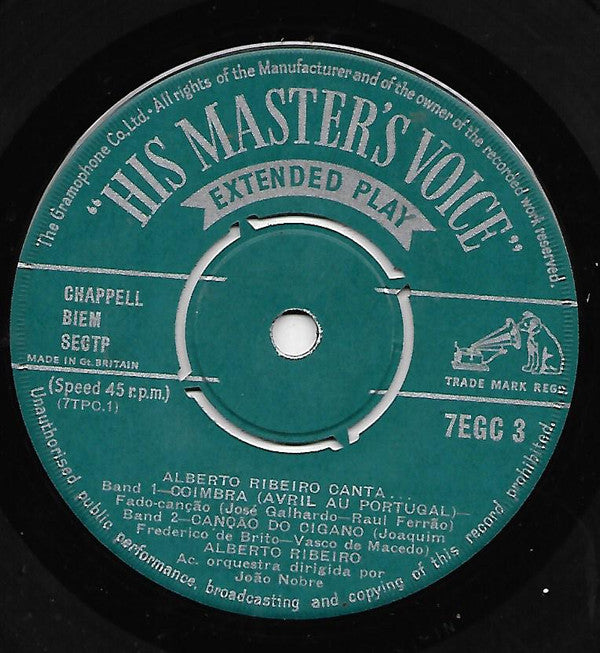 The Gramophone Co. Ltd. · All rights of the Manufacturer and of the owner of the recorded work reserved.
"HIS MASTER'S VOICE"
EXTENDED PLAY
CHAPPELL
BIEM
SECTP
MADE IN Gt. BRITAIN
(Speed 45 r.p.m.)
(7TPO.1)
TRADE MARK REGD
7EGC 3
ALBERTO RIBEIRO CANTA...
Band 1—COIMBRA (AVRIL AU PORTUGAL)—
Fado-canção (José Galhardo—Raul Ferrão)
Band 2—CANÇÃO DO CIGANO (Joaquim
Frederico de Brito—Vasco de Macedo)
ALBERTO RIBEIRO
Ac. orquestra dirigida por
João Nobre
Unauthorised public performance, broadcasting and copying of this record prohibited.